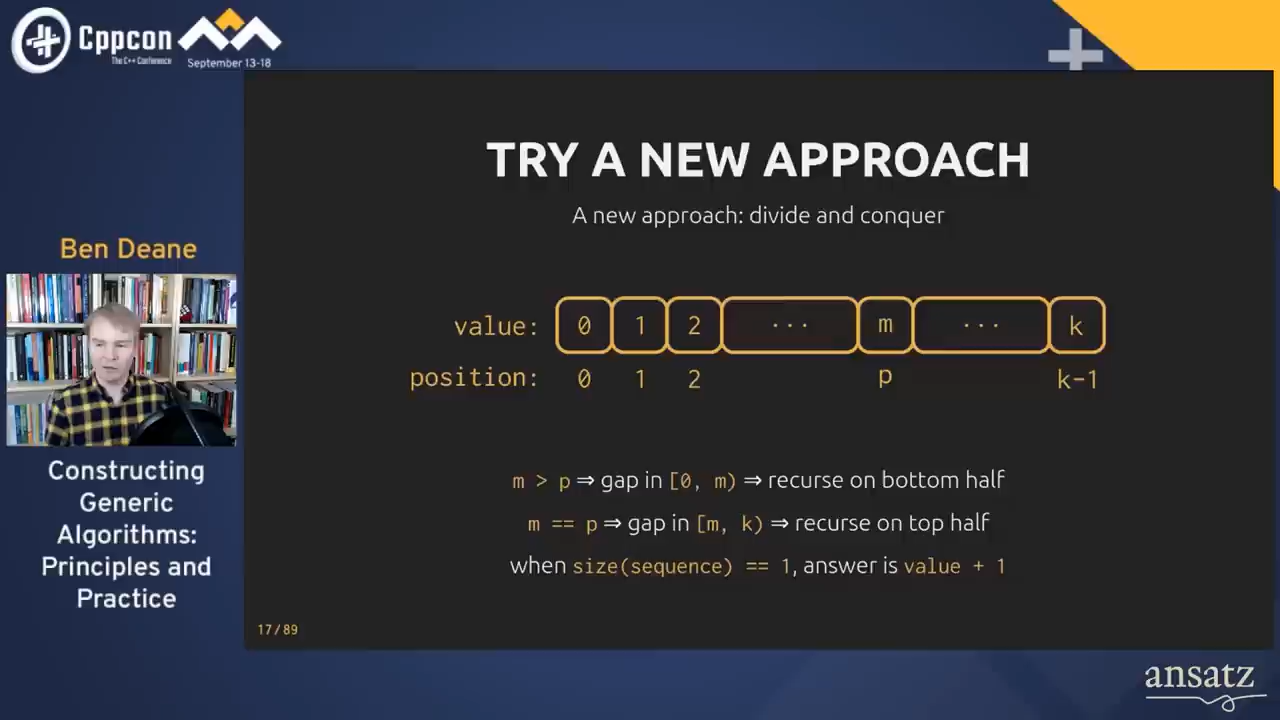 Cppcon
The C++ Conference
September 13-18
TRY A NEW APPROACH
A new approach: divide and conquer
value: 0 1 2 ... m ... k
position: 0 1 2 p k-1
m > p ⇒ gap in [0, m) ⇒ recurse on bottom half
m == p ⇒ gap in [m, k) ⇒ recurse on top half
when size(sequence) == 1, answer is value + 1
17/89
Ben Deane
Constructing
Generic
Algorithms:
Principles and
Practice
ansatz